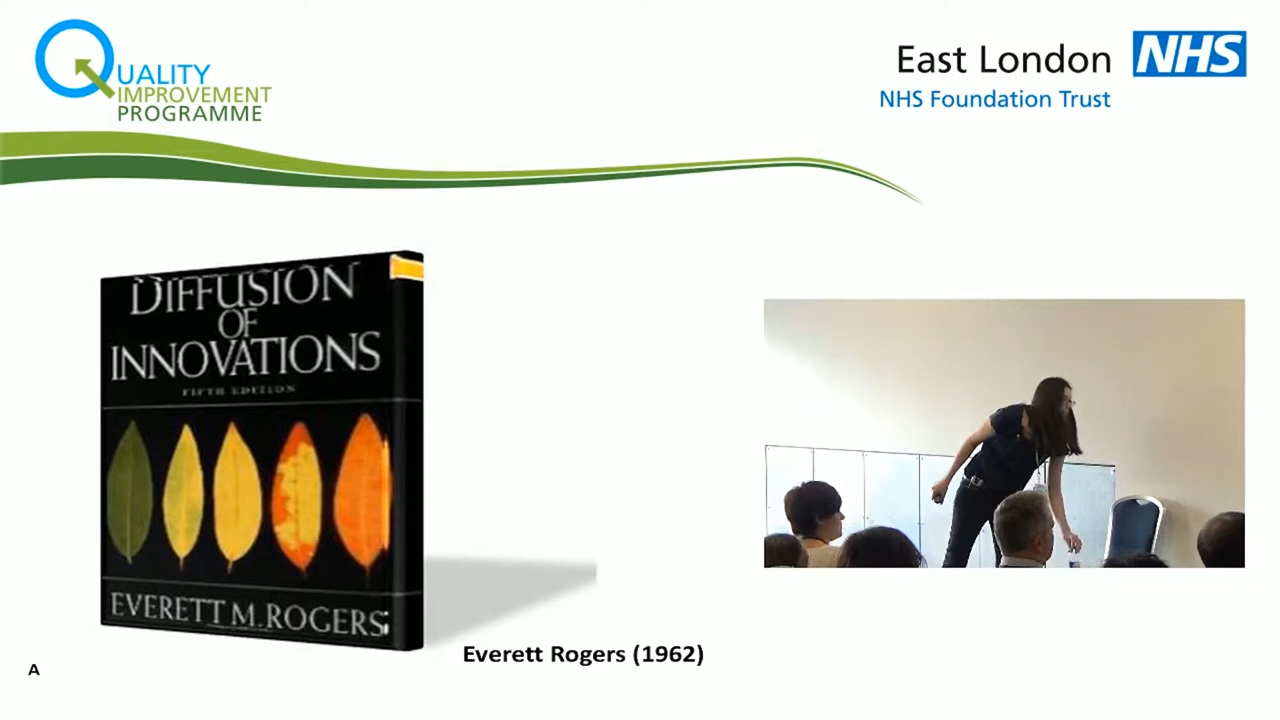 QUALITY
IMPROVEMENT
PROGRAMME
East London NHS
NHS Foundation Trust
DIFFUSION
OF
INNOVATIONS
FIFTH EDITION
EVERETT M. ROGERS
Everett Rogers (1962)
A